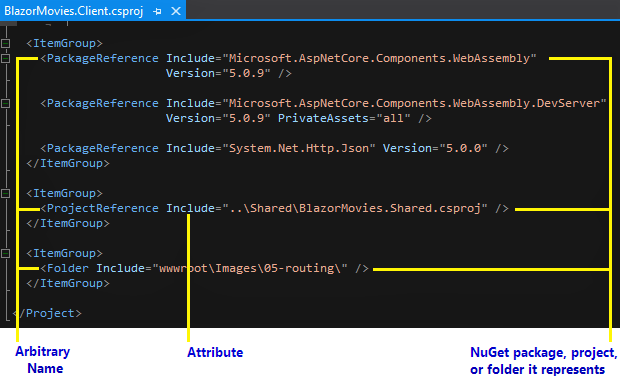 BlazorMovies.Client.csproj
<ItemGroup>
<PackageReference Include="Microsoft.AspNetCore.Components.WebAssembly"
Version="5.0.9" />
<PackageReference Include="Microsoft.AspNetCore.Components.WebAssembly.DevServer"
Version="5.0.9" PrivateAssets="all" />
<PackageReference Include="System.Net.Http.Json" Version="5.0.0" />
</ItemGroup>
<ItemGroup>
<ProjectReference Include="..\Shared\BlazorMovies.Shared.csproj" />
</ItemGroup>
<ItemGroup>
<Folder Include="wwwroot\Images\05-routing\" />
</ItemGroup>
</Project>
Arbitrary
Name
Attribute
NuGet package, project,
or folder it represents